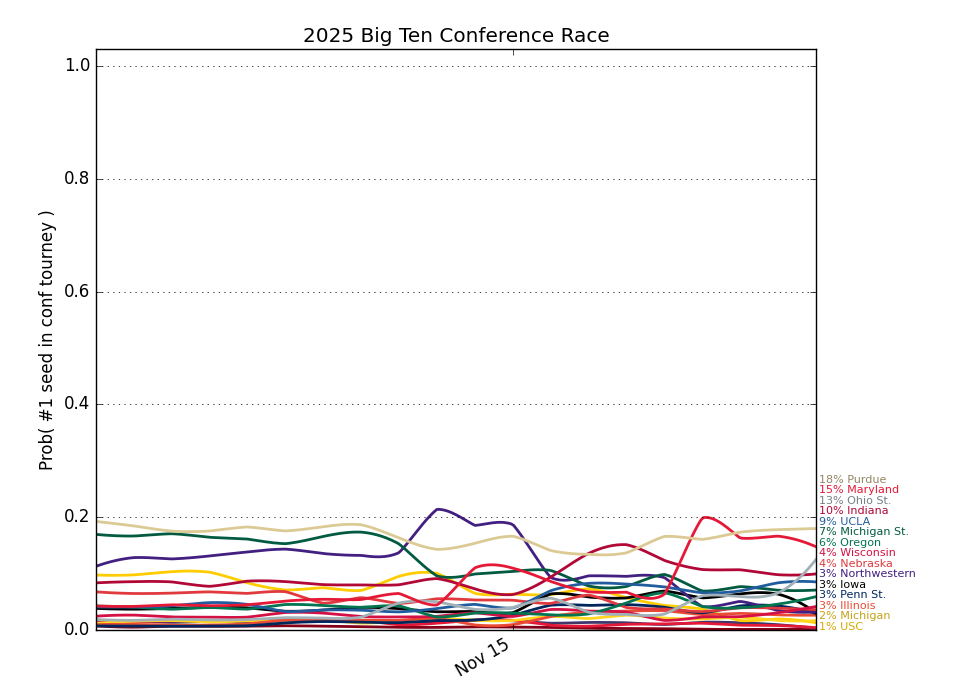 2025 Big Ten Conference Race
Prob( #1 seed in conf tourney )
1.0
0.8
0.6
0.4
0.2
0.0
Nov 15
18% Purdue
15% Maryland
13% Ohio St.
10% Indiana
9% UCLA
7% Michigan St.
6% Oregon
4% Wisconsin
4% Nebraska
3% Northwestern
3% Iowa
3% Penn St.
3% Illinois
2% Michigan
1% USC